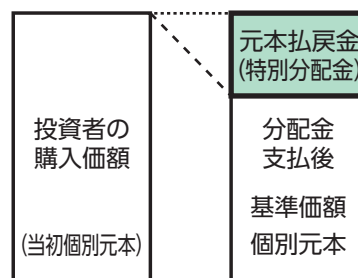 投資者の
購入価額
(当初個別元本)
元本払戻金
(特別分配金)
分配金
支払後
基準価額
個別元本